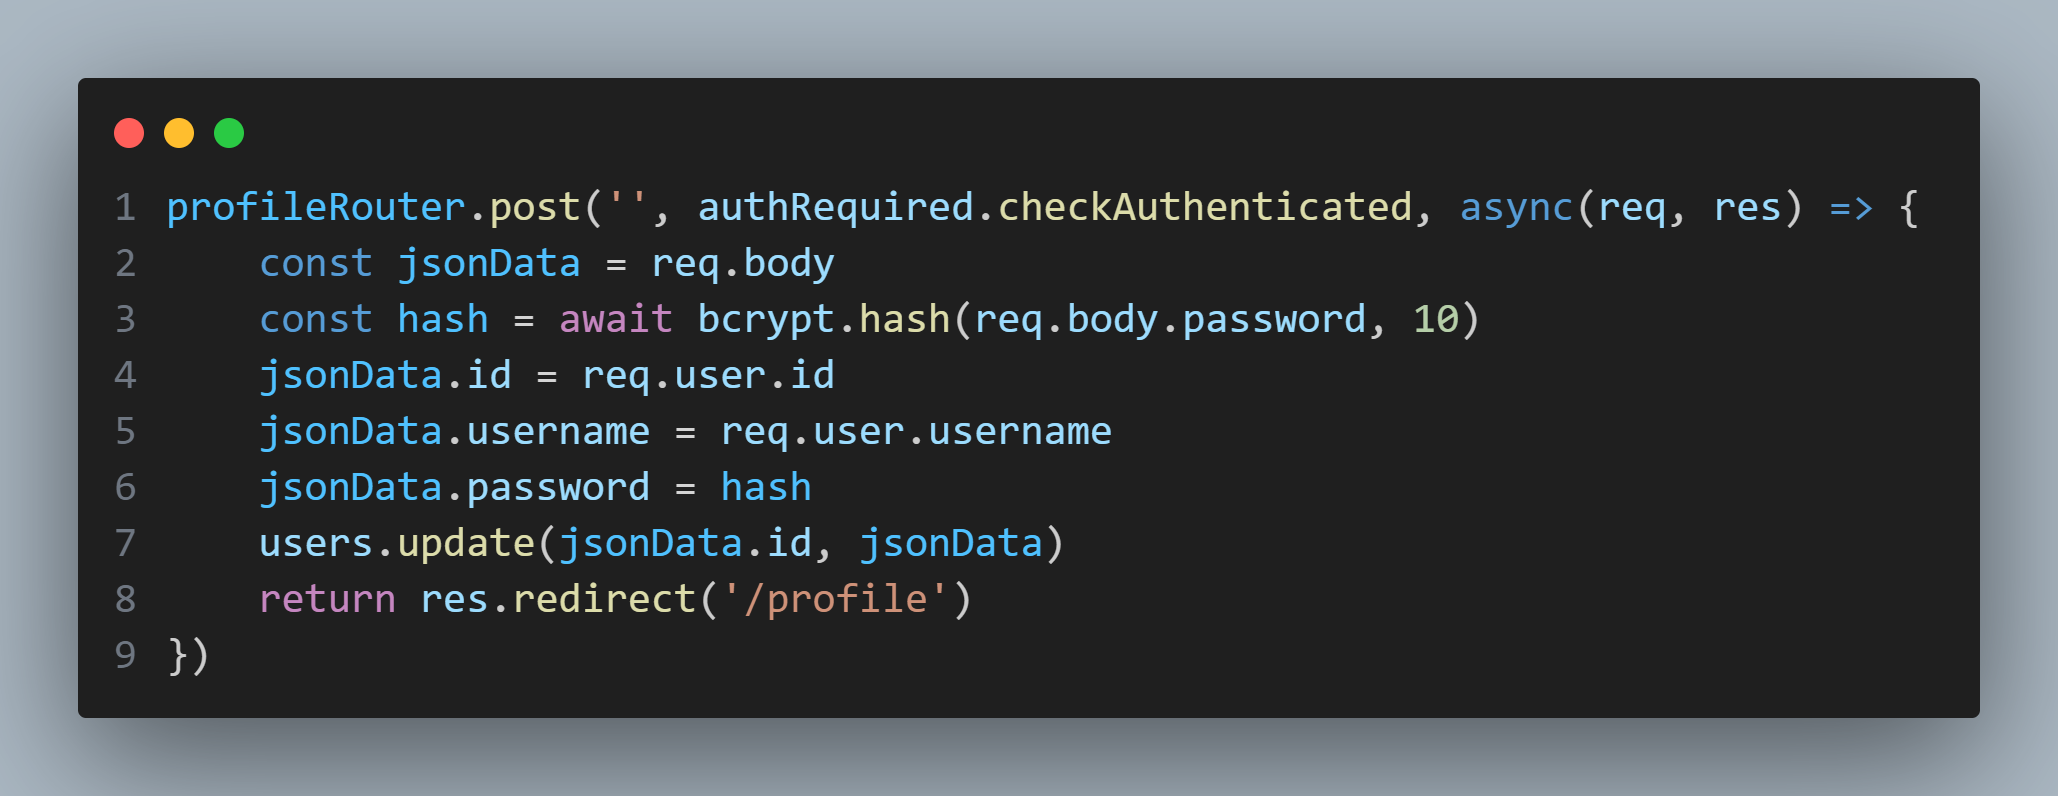 1 profileRouter.post('', authRequired.checkAuthenticated, async(req, res) => {
2     const jsonData = req.body
3     const hash = await bcrypt.hash(req.body.password, 10)
4     jsonData.id = req.user.id
5     jsonData.username = req.user.username
6     jsonData.password = hash
7     users.update(jsonData.id, jsonData)
8     return res.redirect('/profile')
9 })